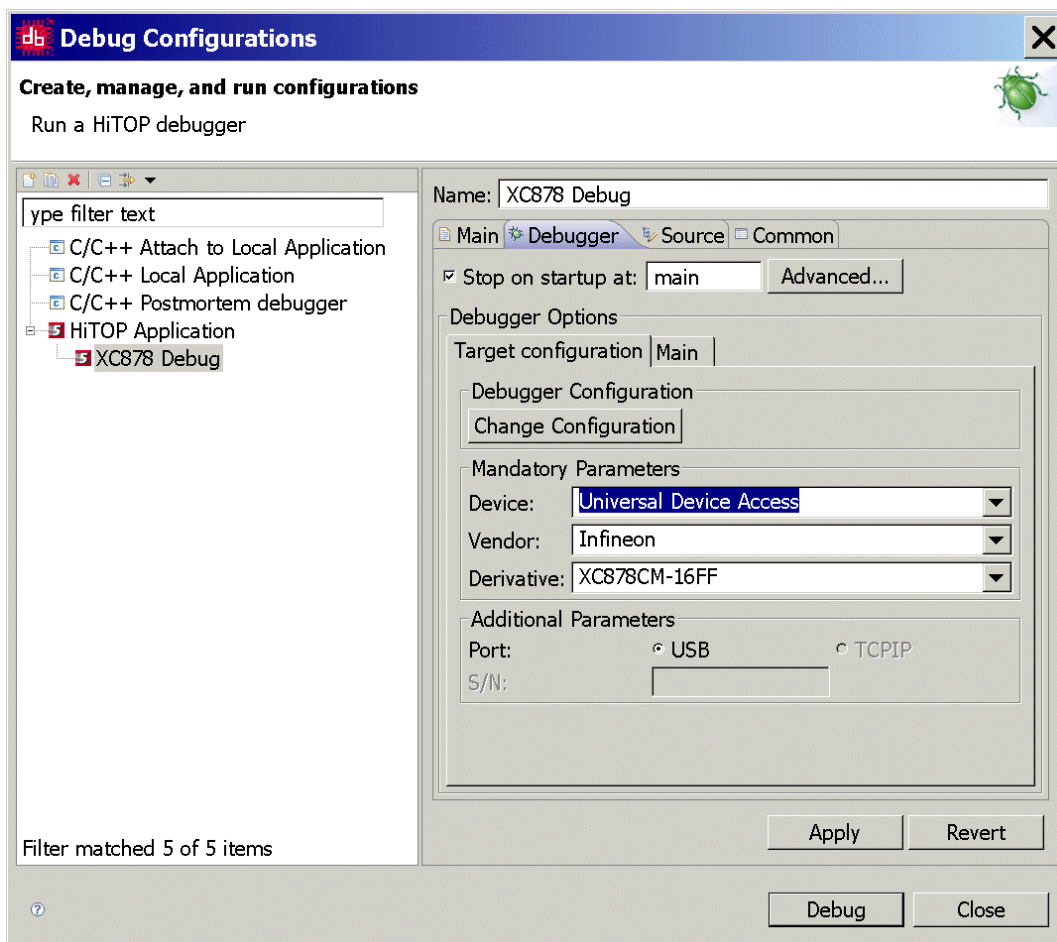 db Debug Configurations
Create, manage, and run configurations
Run a HiTOP debugger
ype filter text
C/C++ Attach to Local Application
C/C++ Local Application
C/C++ Postmortem debugger
HiTOP Application
XC878 Debug
Filter matched 5 of 5 items
Name: XC878 Debug
Main Debugger Source Common
Stop on startup at: main Advanced...
Debugger Options
Target configuration Main
Debugger Configuration
Change Configuration
Mandatory Parameters
Device: Universal Device Access
Vendor: Infineon
Derivative: XC878CM-16FF
Additional Parameters
Port: USB TCPIP
S/N:
Apply Revert
Debug Close